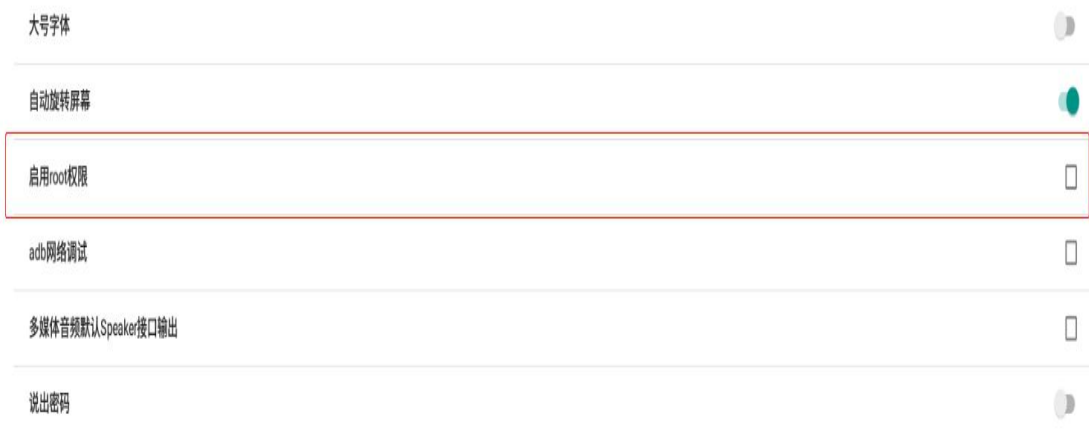 大号字体
自动旋转屏幕
启用root权限
adb网络调试
多媒体音频默认Speaker接口输出
说出密码